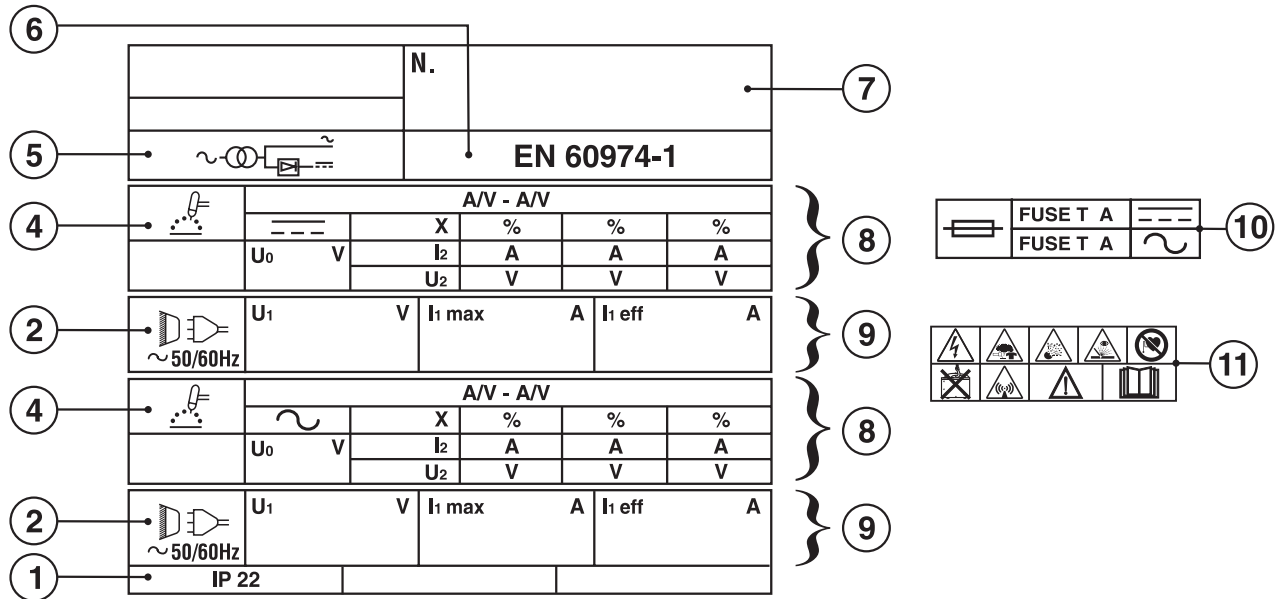 6
N.
7
5
EN 60974-1
4
A/V - A/V
X % % %
U0 V I2 A A A
U2 V V V
8
FUSE T A
FUSE T A
10
2
U1 V I1 max A I1 eff A
~ 50/60Hz
9
11
4
A/V - A/V
X % % %
U0 V I2 A A A
U2 V V V
8
2
U1 V I1 max A I1 eff A
~ 50/60Hz
9
1
IP 22